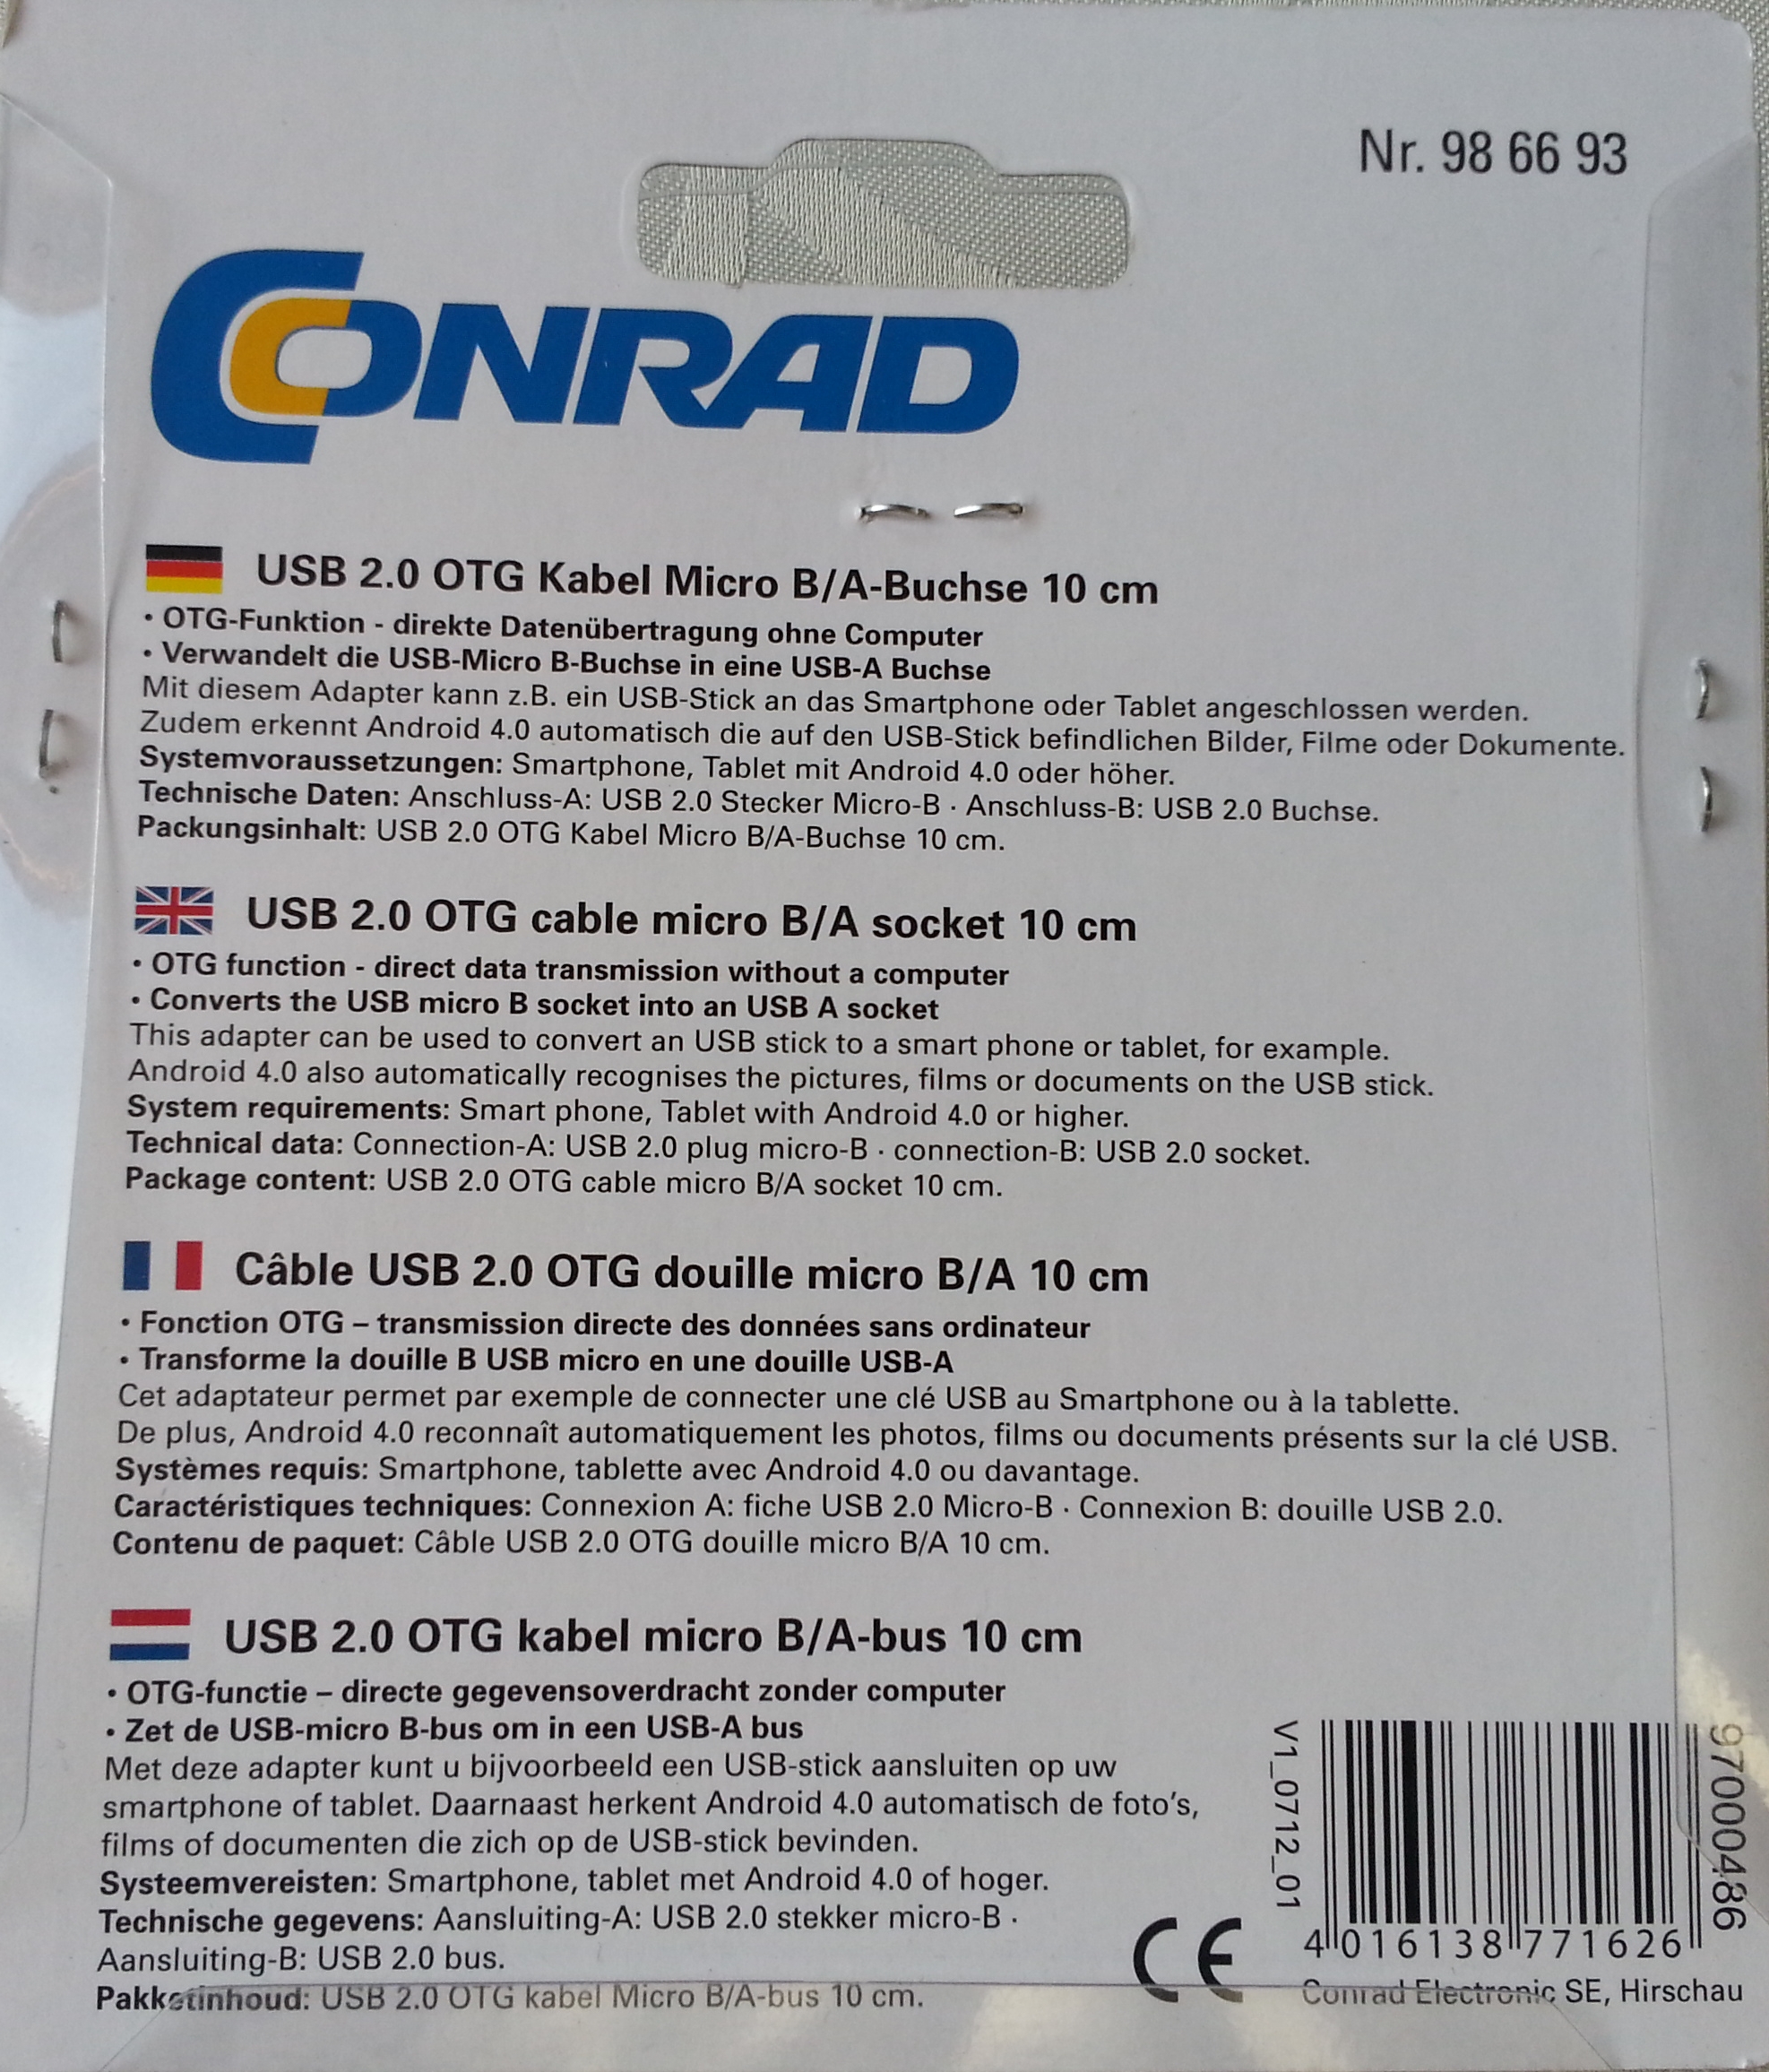 Nr. 98 66 93
CONRAD
USB 2.0 OTG Kabel Micro B/A-Buchse 10 cm
• OTG-Funktion - direkte Datenübertragung ohne Computer
• Verwandelt die USB-Micro B-Buchse in eine USB-A Buchse
Mit diesem Adapter kann z.B. ein USB-Stick an das Smartphone oder Tablet angeschlossen werden.
Zudem erkennt Android 4.0 automatisch die auf den USB-Stick befindlichen Bilder, Filme oder Dokumente.
Systemvoraussetzungen: Smartphone, Tablet mit Android 4.0 oder höher.
Technische Daten: Anschluss-A: USB 2.0 Stecker Micro-B · Anschluss-B: USB 2.0 Buchse.
Packungsinhalt: USB 2.0 OTG Kabel Micro B/A-Buchse 10 cm.
USB 2.0 OTG cable micro B/A socket 10 cm
• OTG function - direct data transmission without a computer
• Converts the USB micro B socket into an USB A socket
This adapter can be used to convert an USB stick to a smart phone or tablet, for example.
Android 4.0 also automatically recognises the pictures, films or documents on the USB stick.
System requirements: Smart phone, Tablet with Android 4.0 or higher.
Technical data: Connection-A: USB 2.0 plug micro-B · connection-B: USB 2.0 socket.
Package content: USB 2.0 OTG cable micro B/A socket 10 cm.
Câble USB 2.0 OTG douille micro B/A 10 cm
• Fonction OTG – transmission directe des données sans ordinateur
• Transforme la douille B USB micro en une douille USB-A
Cet adaptateur permet par exemple de connecter une clé USB au Smartphone ou à la tablette.
De plus, Android 4.0 reconnaît automatiquement les photos, films ou documents présents sur la clé USB.
Systèmes requis: Smartphone, tablette avec Android 4.0 ou davantage.
Caractéristiques techniques: Connexion A: fiche USB 2.0 Micro-B · Connexion B: douille USB 2.0.
Contenu de paquet: Câble USB 2.0 OTG douille micro B/A 10 cm.
USB 2.0 OTG kabel micro B/A-bus 10 cm
• OTG-functie – directe gegevensoverdracht zonder computer
• Zet de USB-micro B-bus om in een USB-A bus
Met deze adapter kunt u bijvoorbeeld een USB-stick aansluiten op uw
smartphone of tablet. Daarnaast herkent Android 4.0 automatisch de foto's,
films of documenten die zich op de USB-stick bevinden.
Systeemvereisten: Smartphone, tablet met Android 4.0 of hoger.
Technische gegevens: Aansluiting-A: USB 2.0 stekker micro-B ·
Aansluiting-B: USB 2.0 bus.
Pakketinhoud: USB 2.0 OTG kabel Micro B/A-bus 10 cm.
CE
V1_0712_01
97000486
4 016138 771626
Conrad Electronic SE, Hirschau